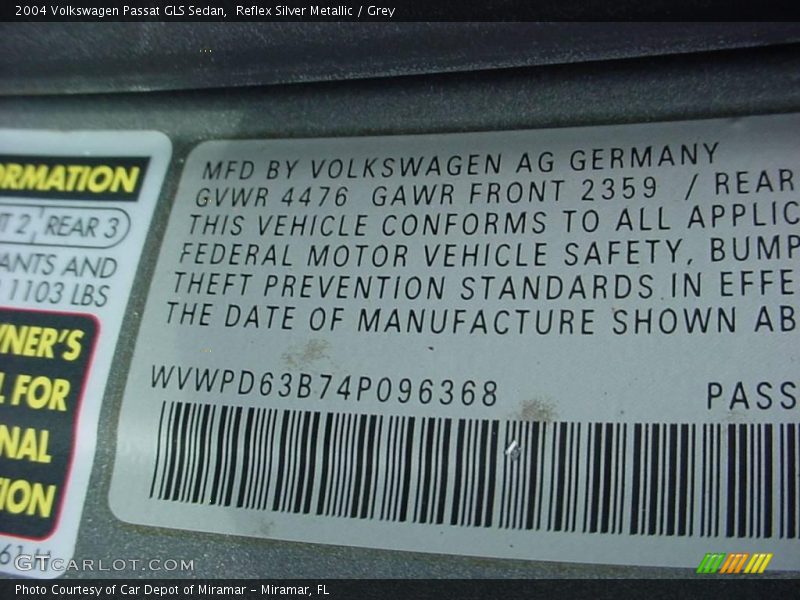 2004 Volkswagen Passat GLS Sedan, Reflex Silver Metallic / Grey
ORMATION
2, REAR 3
ANTS AND
1103 LBS
NER'S
L FOR
NAL
ION
61-H
MFD BY VOLKSWAGEN AG GERMANY
GVWR 4476 GAWR FRONT 2359 / REAR
THIS VEHICLE CONFORMS TO ALL APPLIC
FEDERAL MOTOR VEHICLE SAFETY, BUMP
THEFT PREVENTION STANDARDS IN EFFE
THE DATE OF MANUFACTURE SHOWN AB
WVWPD63B74P096368 PASS
GTCARLOT.COM
Photo Courtesy of Car Depot of Miramar - Miramar, FL